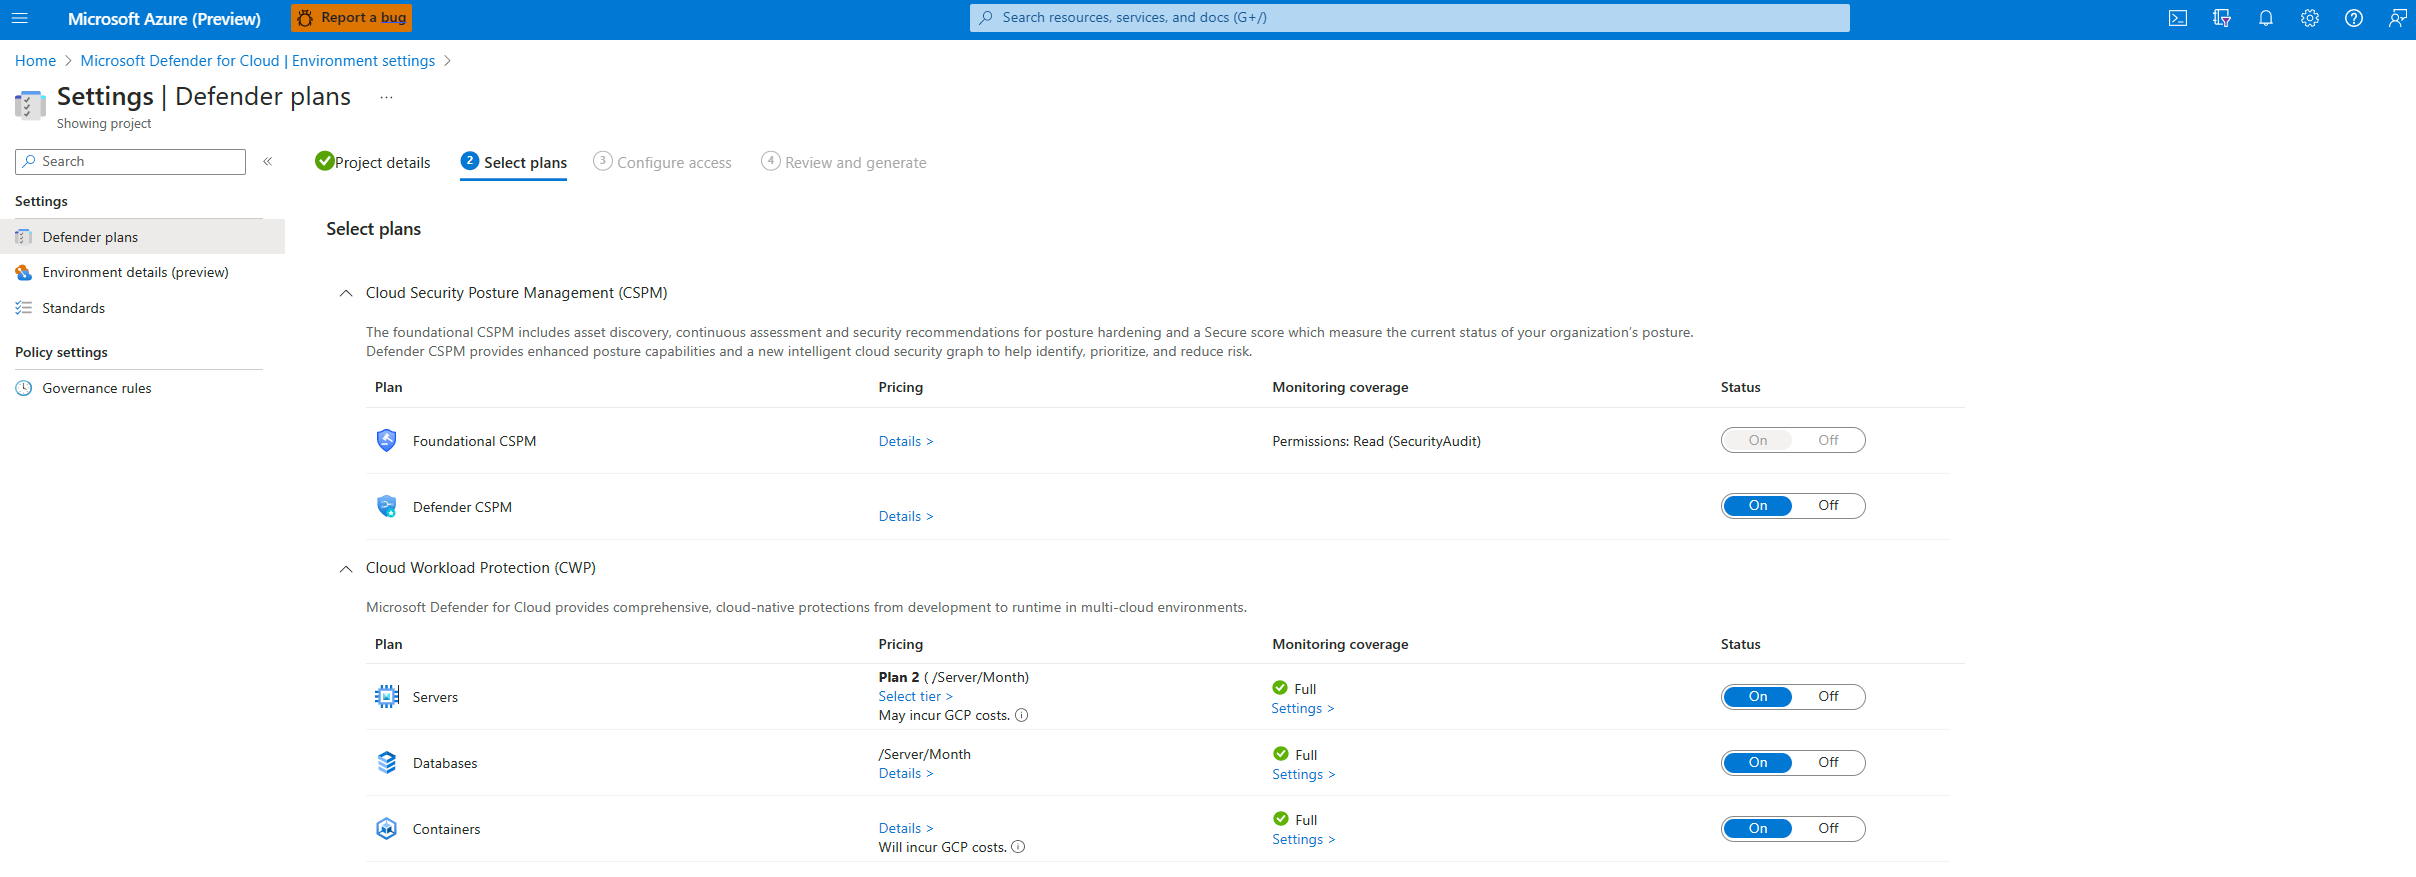 Microsoft Azure (Preview)
Report a bug
Search resources, services, and docs (G+/)
Home > Microsoft Defender for Cloud | Environment settings >
Settings | Defender plans ...
Showing project
Search
«
Project details
2 Select plans
3 Configure access
4 Review and generate
Settings
Defender plans
Environment details (preview)
Standards
Policy settings
Governance rules
Select plans
Cloud Security Posture Management (CSPM)
The foundational CSPM includes asset discovery, continuous assessment and security recommendations for posture hardening and a Secure score which measure the current status of your organization's posture.
Defender CSPM provides enhanced posture capabilities and a new intelligent cloud security graph to help identify, prioritize, and reduce risk.
Plan Pricing Monitoring coverage Status
Foundational CSPM Details > Permissions: Read (SecurityAudit) On Off
Defender CSPM Details > On Off
Cloud Workload Protection (CWP)
Microsoft Defender for Cloud provides comprehensive, cloud-native protections from development to runtime in multi-cloud environments.
Plan Pricing Monitoring coverage Status
Plan 2 ( /Server/Month)
Servers Select tier > Full On Off
May incur GCP costs. Settings >
/Server/Month Full
Databases Details > Settings > On Off
Containers Details > Full On Off
Will incur GCP costs. Settings >